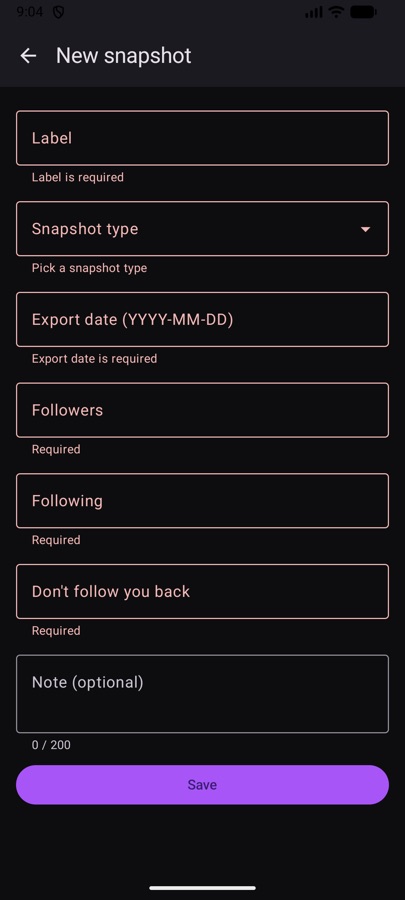 9:04
New snapshot
Label
Label is required
Snapshot type
Pick a snapshot type
Export date (YYYY-MM-DD)
Export date is required
Followers
Required
Following
Required
Don't follow you back
Required
Note (optional)
0 / 200
Save